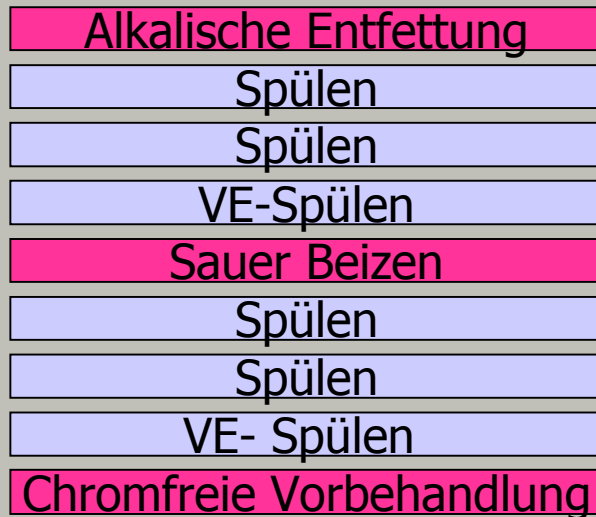 Alkalische Entfettung
Spülen
Spülen
VE-Spülen
Sauer Beizen
Spülen
Spülen
VE- Spülen
Chromfreie Vorbehandlung